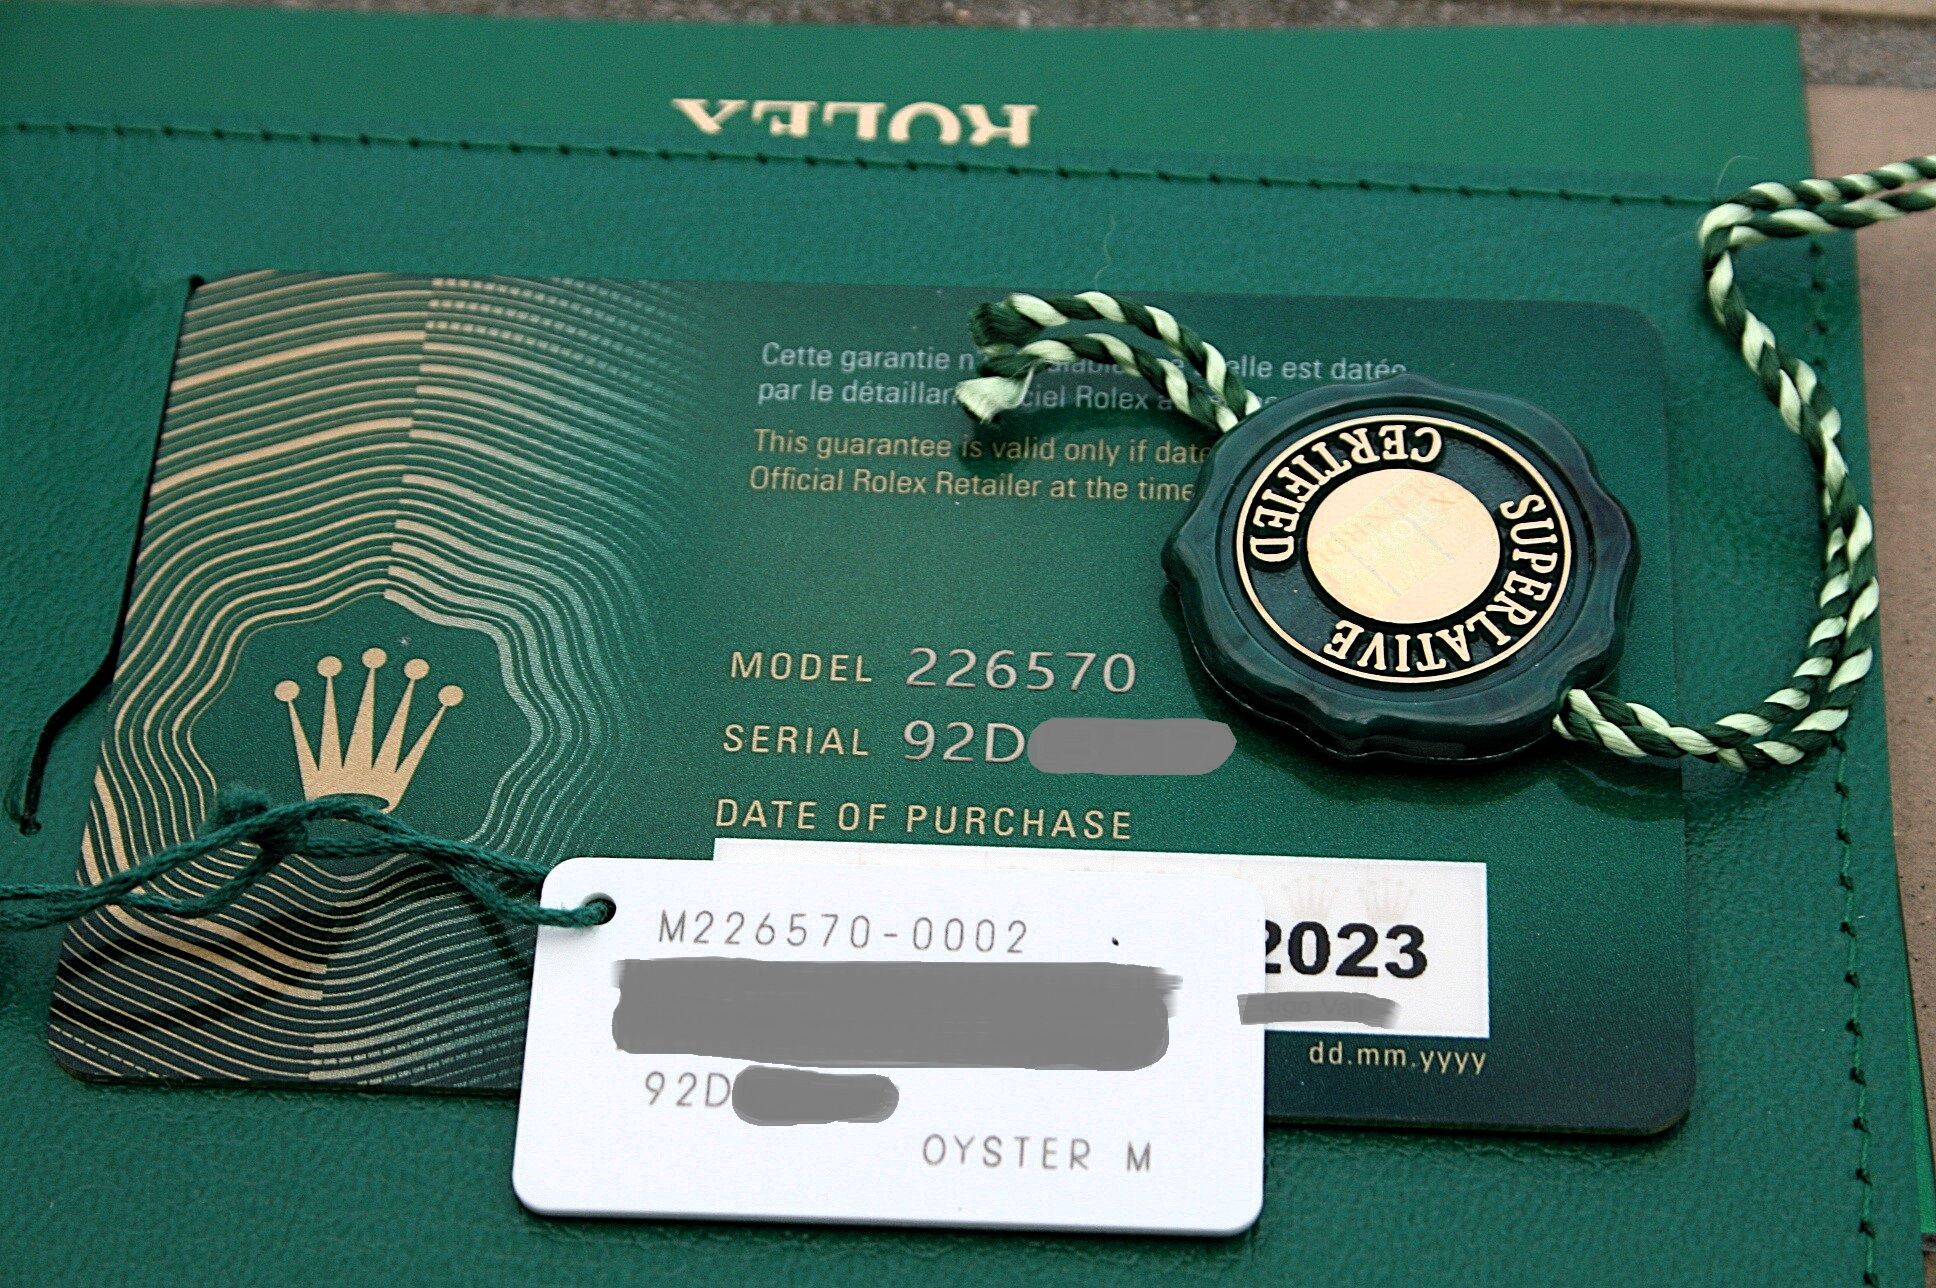 ROLEX
Cette garantie elle est datée
par le Rolex
This guarantee is valid only if
Official Rolex Retailer at the time
SUPERLATIVE
CERTIFIED
MODEL 226570
SERIAL 92D
DATE OF PURCHASE
2023
dd.mm.yyyy
M226570-0002
92D
OYSTER M